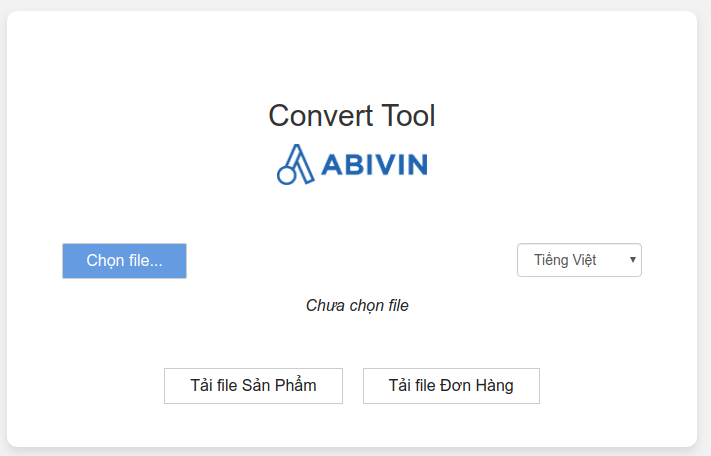 Convert Tool
ABIVIN
Chọn file...
Tiếng Việt
Chưa chọn file
Tải file Sản Phẩm
Tải file Đơn Hàng